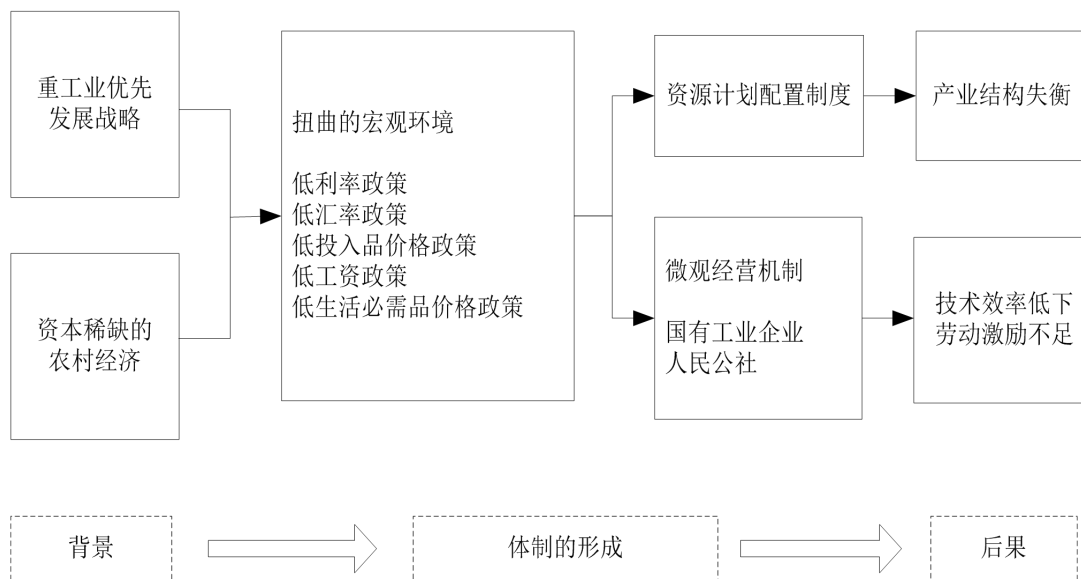 重工业优先
发展战略
资本稀缺的
农村经济
扭曲的宏观环境
低利率政策
低汇率政策
低投入品价格政策
低工资政策
低生活必需品价格政策
资源计划配置制度
产业结构失衡
微观经营机制
国有工业企业
人民公社
技术效率低下
劳动激励不足
背景
体制的形成
后果